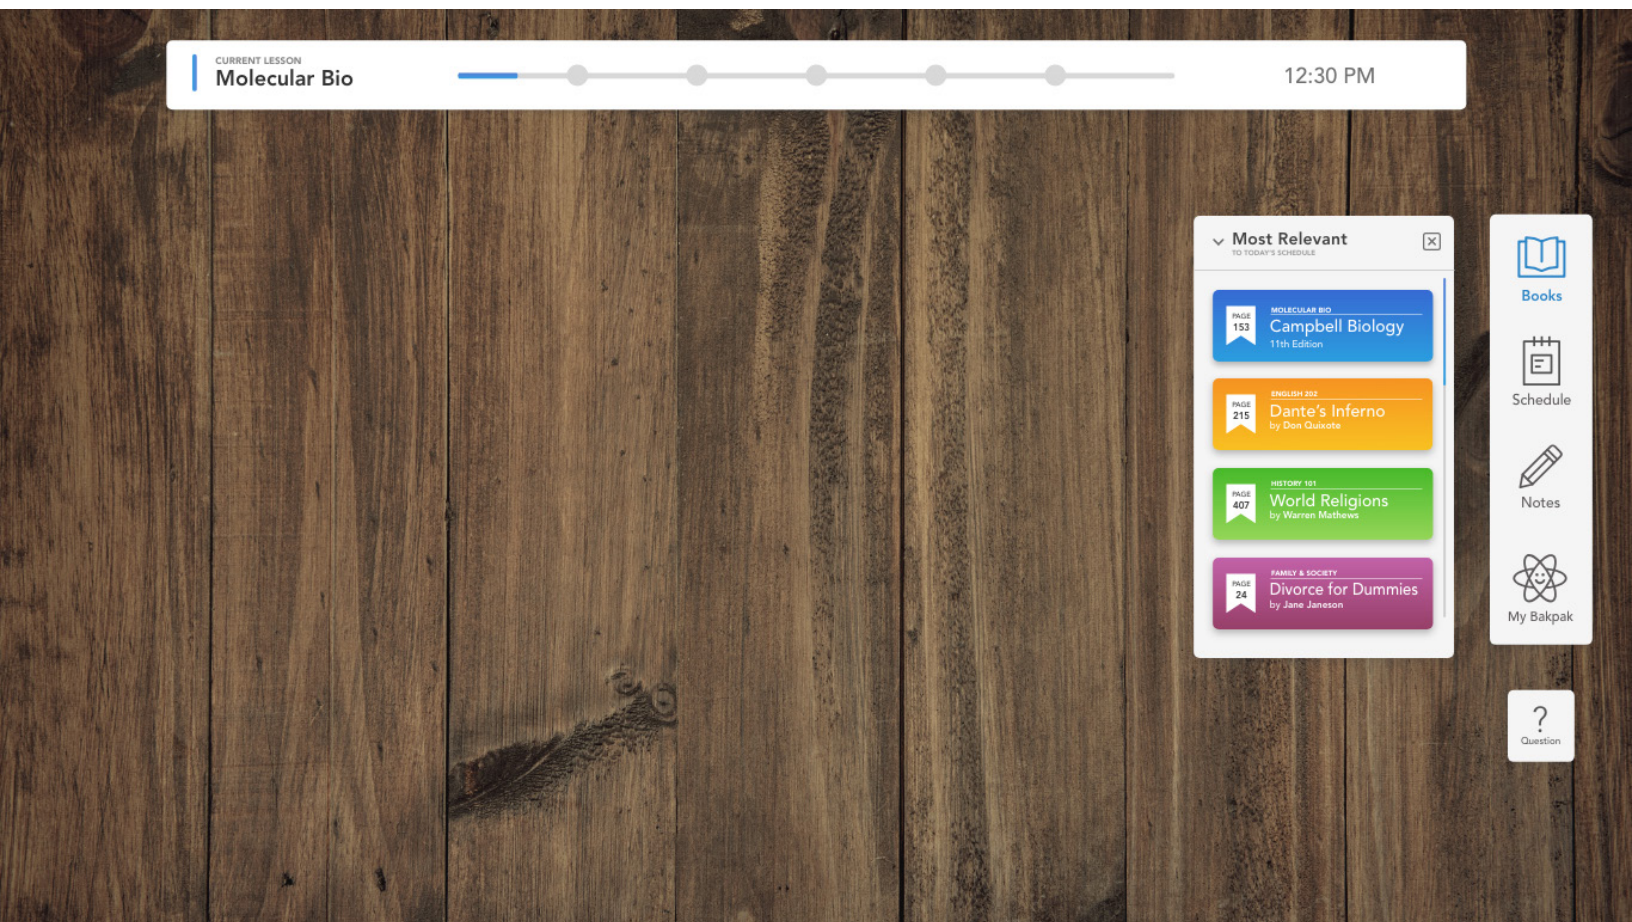 CURRENT LESSON
Molecular Bio
12:30 PM
Most Relevant
TO TODAY'S SCHEDULE
PAGE
153
MOLECULAR BIO
Campbell Biology
11th Edition
PAGE
215
ENGLISH 202
Dante's Inferno
by Don Quixote
PAGE
407
HISTORY 101
World Religions
by Warren Mathews
PAGE
24
FAMILY & SOCIETY
Divorce for Dummies
by Jane Janeson
Books
Schedule
Notes
My Bakpak
?
Question